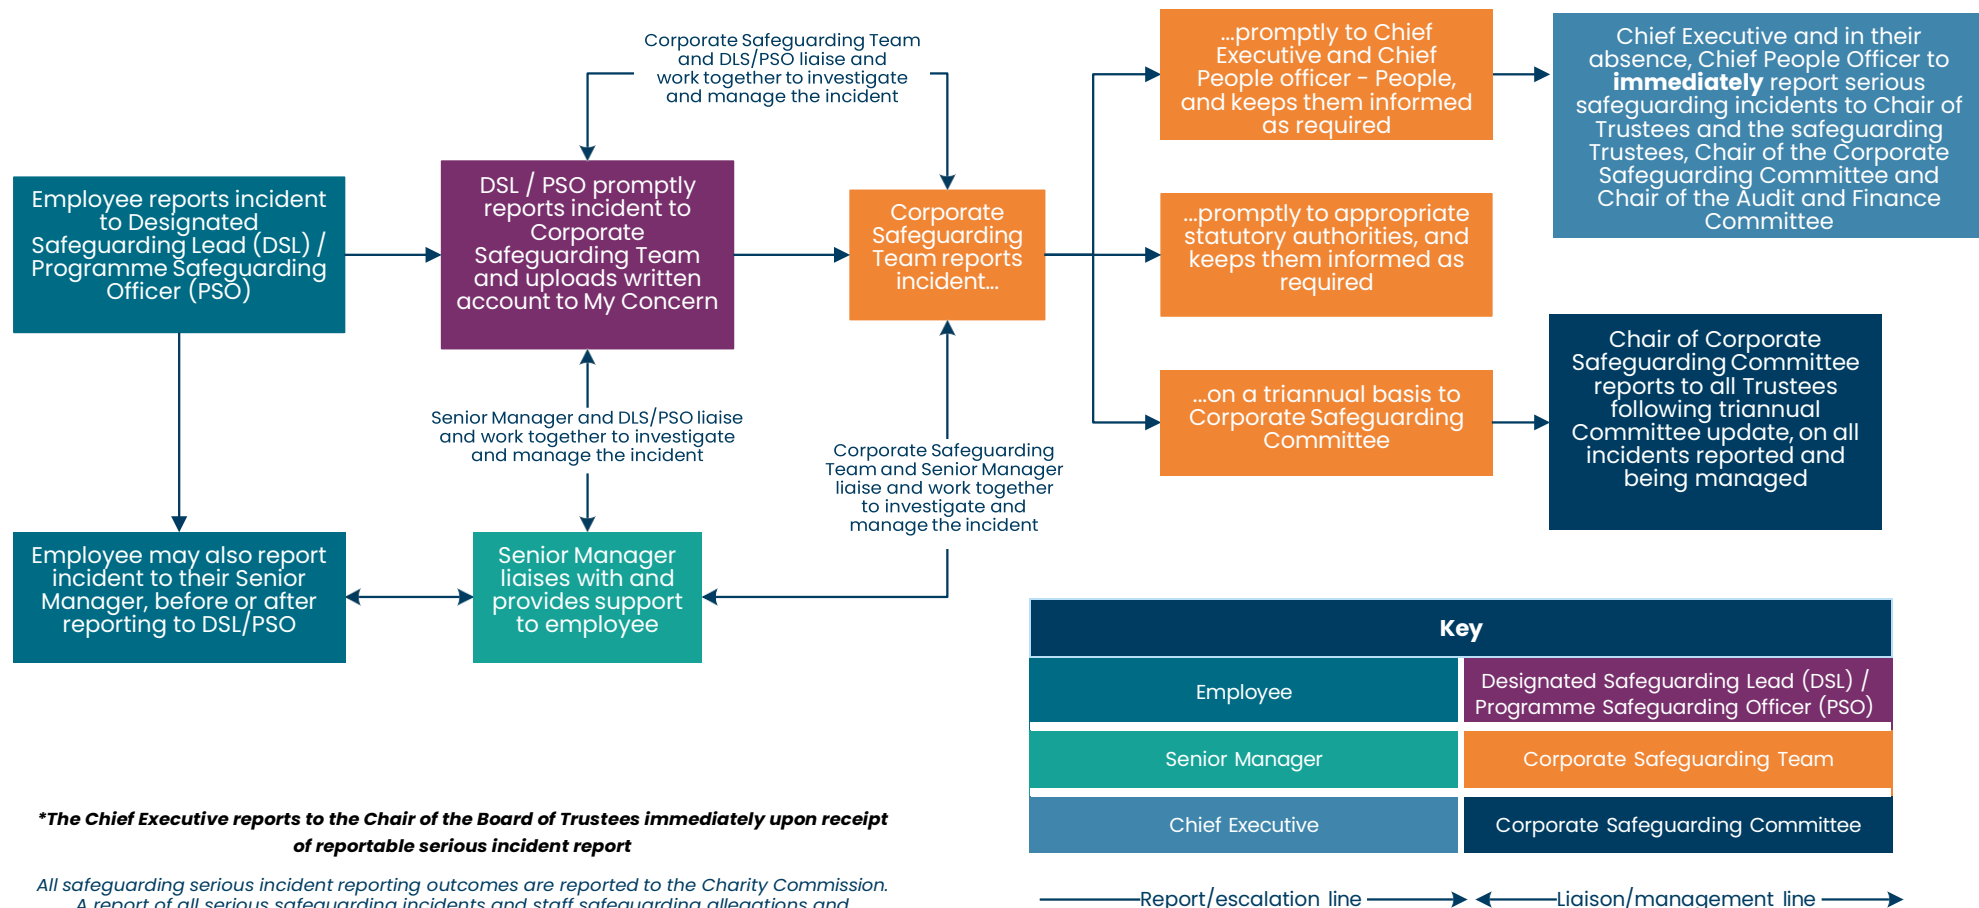 Corporate Safeguarding Team
and DLS/PSO liaise and
work together to investigate
and manage the incident
...promptly to Chief
Executive and Chief
People officer - People,
and keeps them informed
as required
Chief Executive and in their
absence, Chief People Officer to
immediately report serious
safeguarding incidents to Chair of
Trustees and the safeguarding
Trustees, Chair of the Corporate
Safeguarding Committee and
Chair of the Audit and Finance
Committee
Employee reports incident
to Designated
Safeguarding Lead (DSL) /
Programme Safeguarding
Officer (PSO)
DSL / PSO promptly
reports incident to
Corporate
Safeguarding Team
and uploads written
account to My Concern
Corporate
Safeguarding
Team reports
incident...
...promptly to appropriate
statutory authorities, and
keeps them informed as
required
...on a triannual basis to
Corporate Safeguarding
Committee
Chair of Corporate
Safeguarding Committee
reports to all Trustees
following triannual
Committee update, on all
incidents reported and
being managed
Senior Manager and DLS/PSO liaise
and work together to investigate
and manage the incident
Corporate Safeguarding
Team and Senior Manager
liaise and work together
to investigate and
manage the incident
Employee may also report
incident to their Senior
Manager, before or after
reporting to DSL/PSO
Senior Manager
liaises with and
provides support
to employee
Key
Employee
Designated Safeguarding Lead (DSL) /
Programme Safeguarding Officer (PSO)
Senior Manager
Corporate Safeguarding Team
Chief Executive
Corporate Safeguarding Committee
Report/escalation line
Liaison/management line
*The Chief Executive reports to the Chair of the Board of Trustees immediately upon receipt
of reportable serious incident report
All safeguarding serious incident reporting outcomes are reported to the Charity Commission.
A report of all serious safeguarding incidents and staff safeguarding allegations and